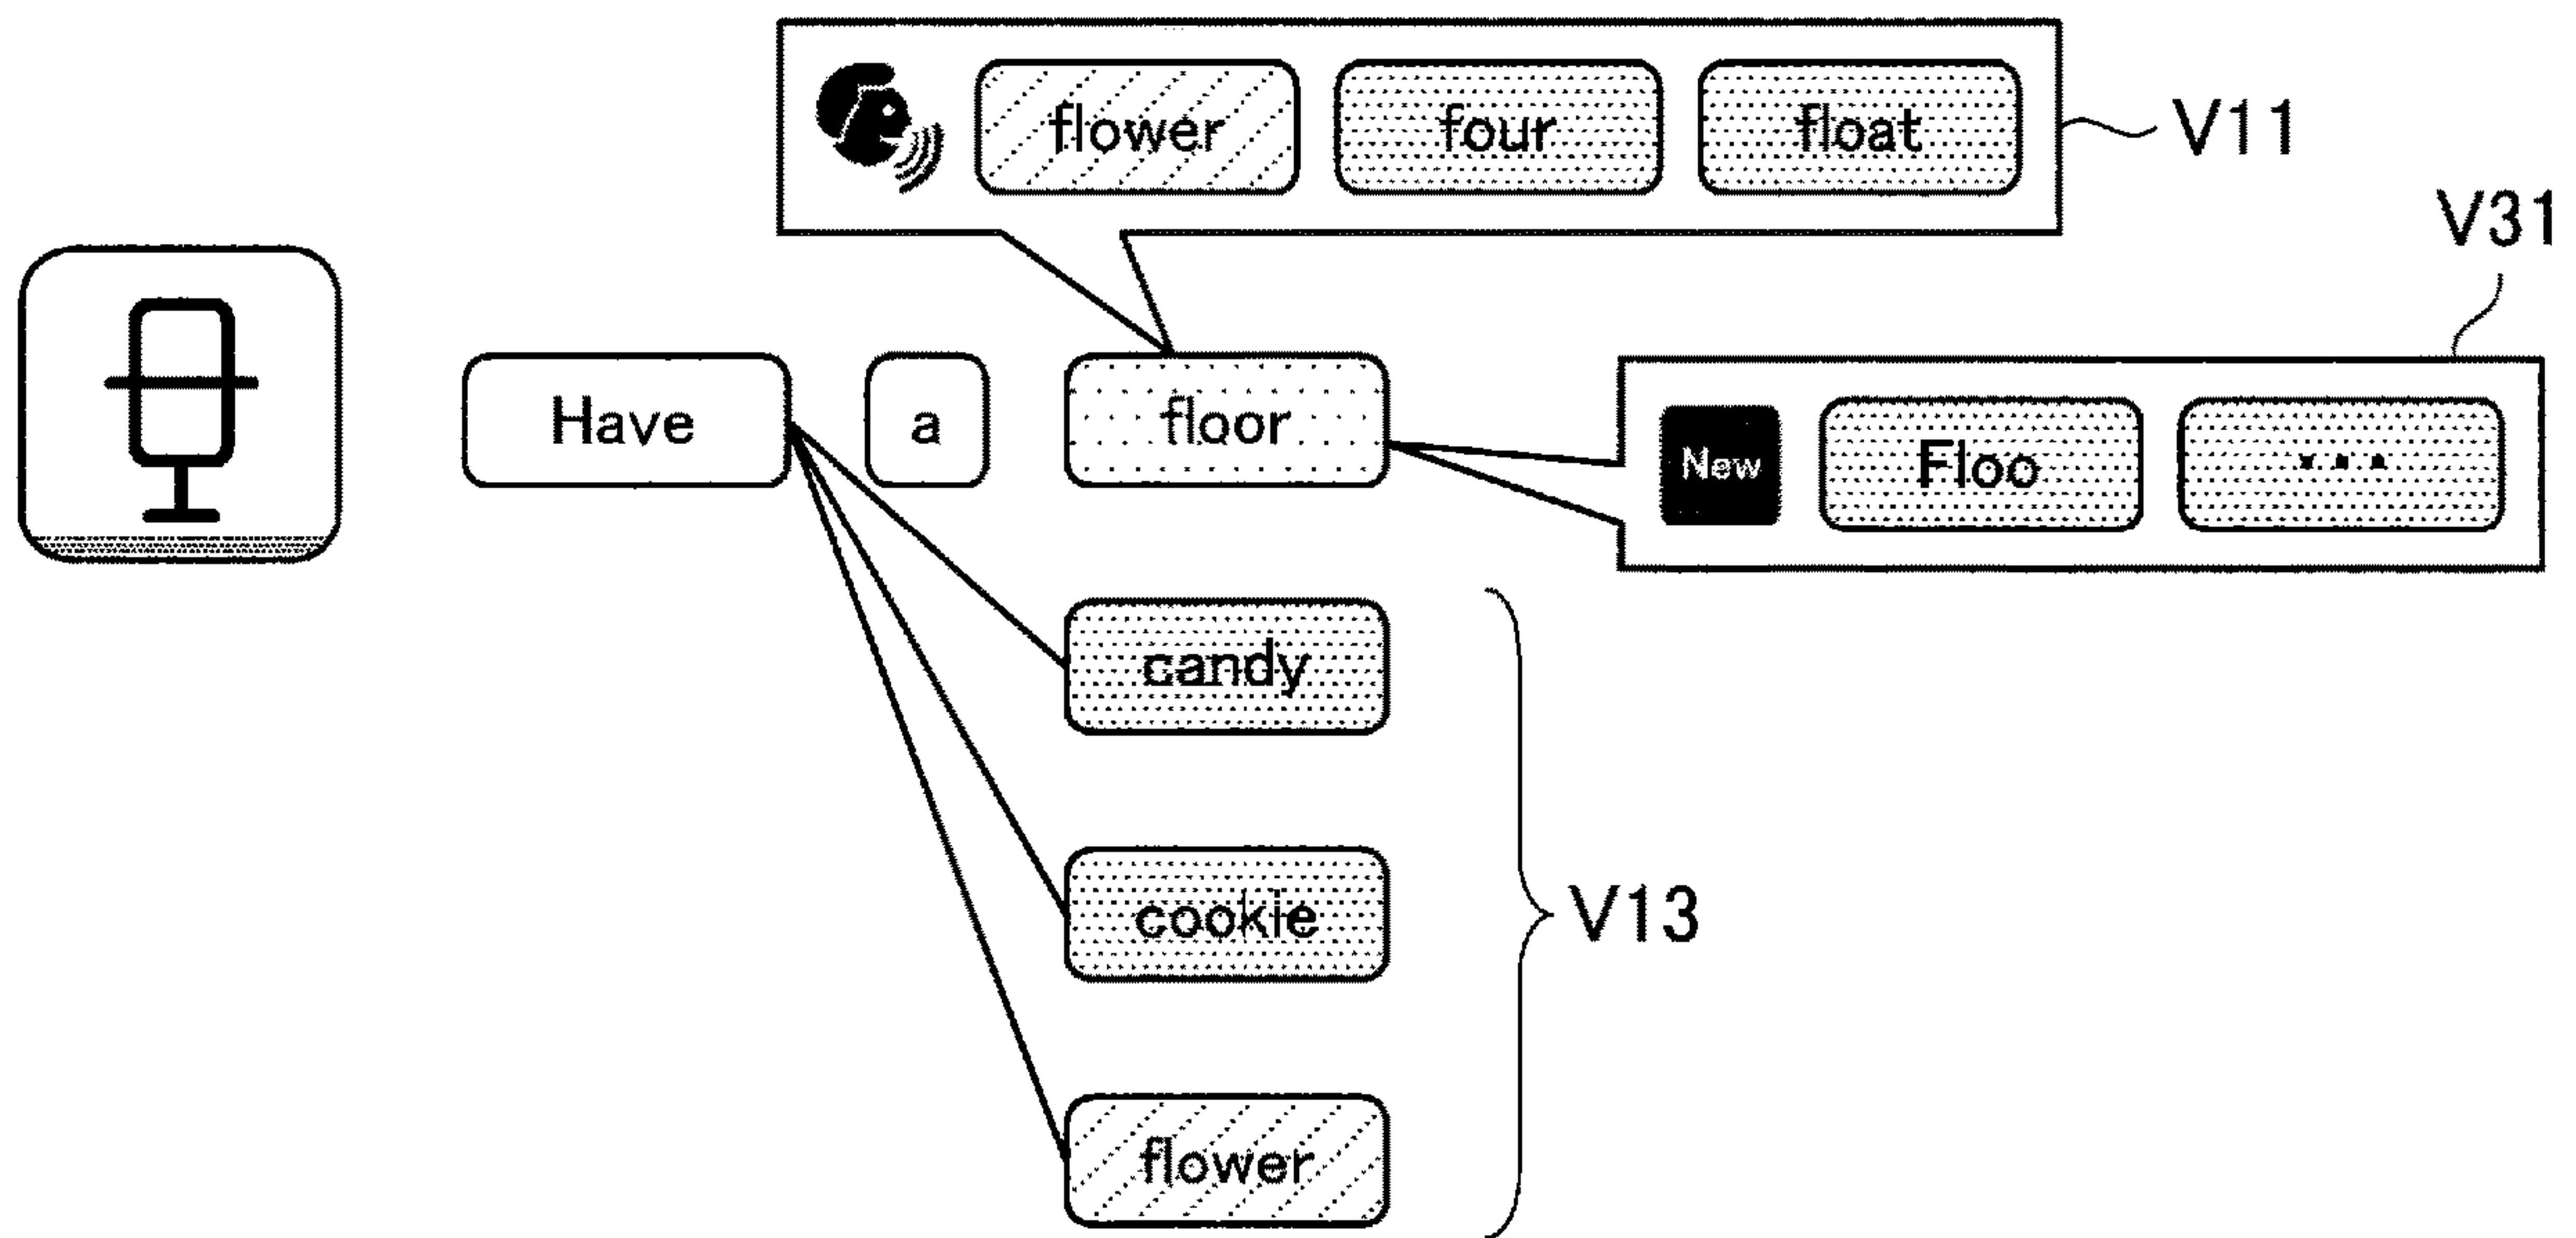 flower four float V11
V31
Have a floor New Floo ...
candy
cookie V13
flower